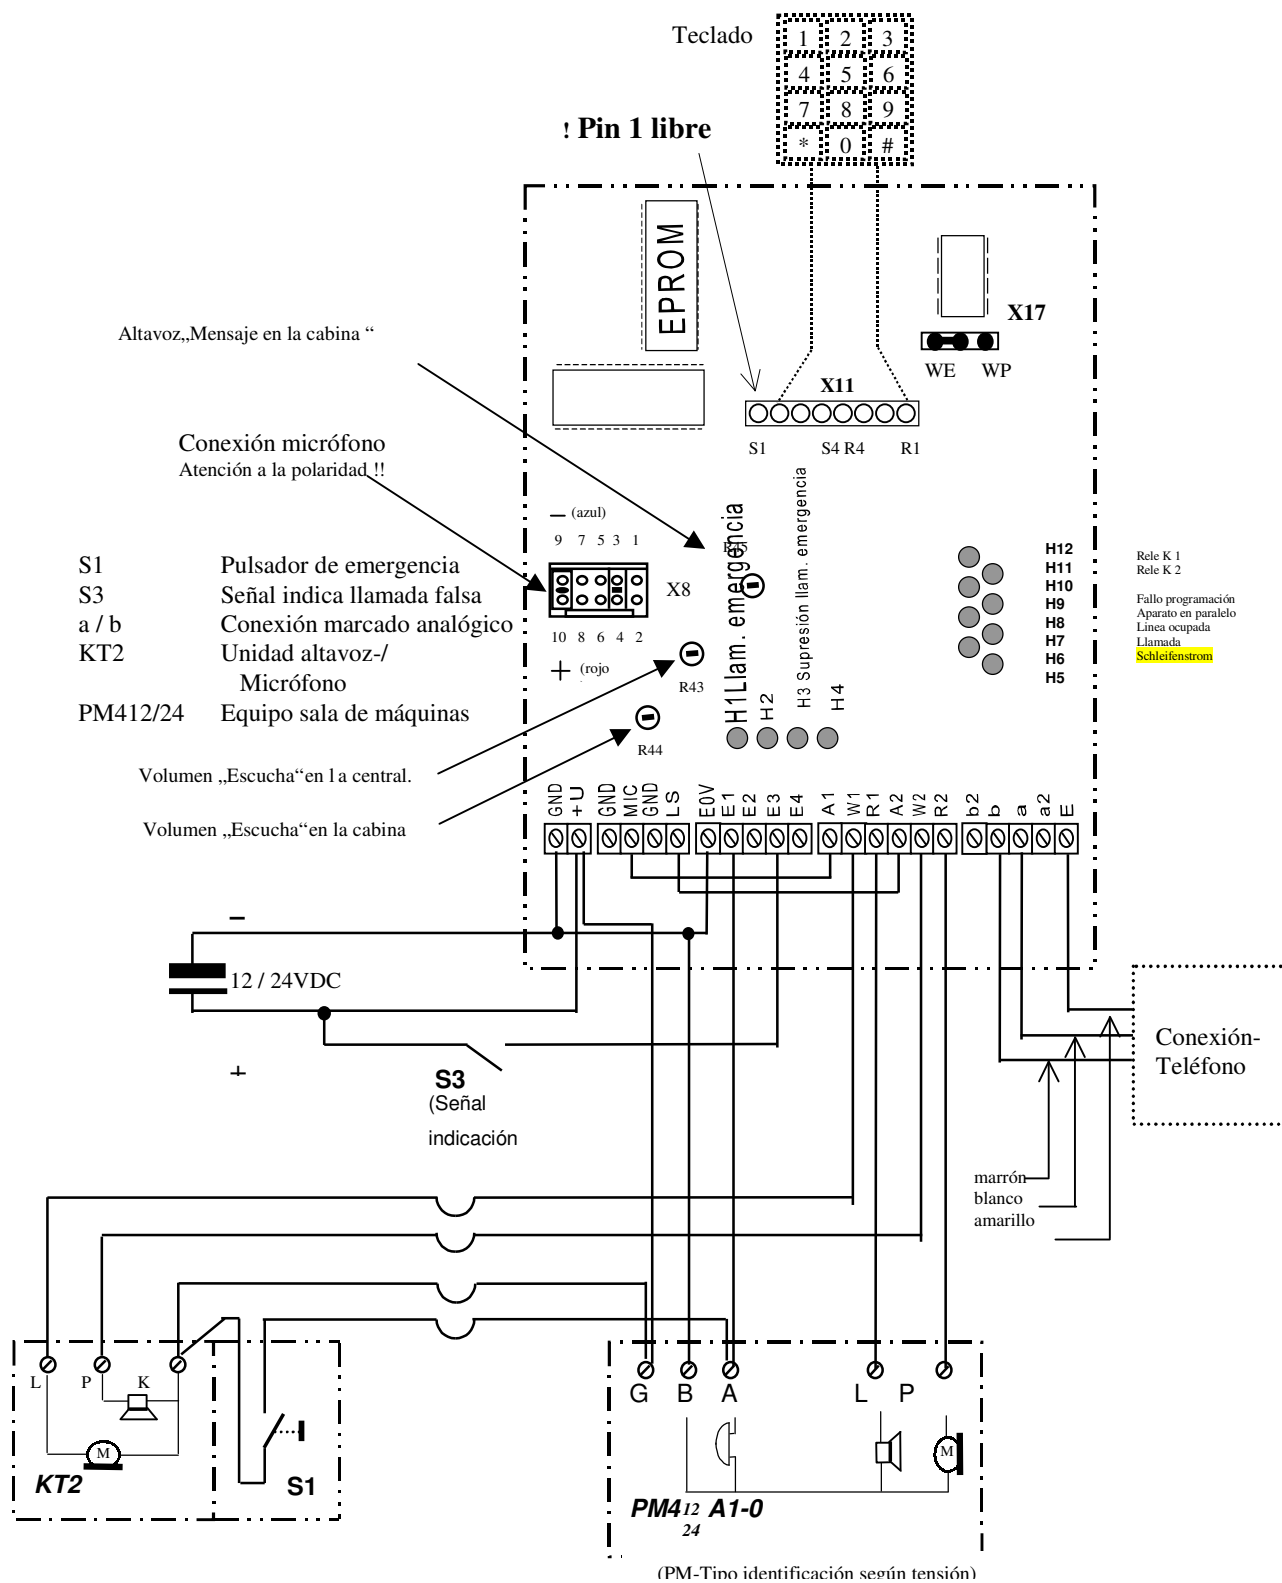 Teclado
1 2 3
4 5 6
7 8 9
* 0 #
! Pin 1 libre
EPROM
X17
WE WP
Altavoz„Mensaje en la cabina “
X11
S1 S4 R4 R1
Conexión micrófono
Atención a la polaridad !!
— (azul)
9 7 5 3 1
X8
10 8 6 4 2
+ (rojo
R45
R43
R44
H1Llam. emergencia
H2
H3 Supresión llam. emergencia
H4
H12
H11
H10
H9
H8
H7
H6
H5
Rele K 1
Rele K 2
Fallo programación
Aparato en paralelo
Linea ocupada
Llamada
Schleifenstrom
S1 Pulsador de emergencia
S3 Señal indica llamada falsa
a / b Conexión marcado analógico
KT2 Unidad altavoz-/
Micrófono
PM412/24 Equipo sala de máquinas
Volumen „Escucha“en la central.
Volumen „Escucha“en la cabina
GND +U GND MIC GND LS E0V E1 E2 E3 E4 A1 W1 R1 A2 W2 R2 b2 b a a2 E
–
12 / 24VDC
+
S3
(Señal
indicación
Conexión-
Teléfono
marrón
blanco
amarillo
L P K
M
KT2
S1
G B A L P
M
PM4 12 A1-0
24
(PM-Tipo identificación según tensión)